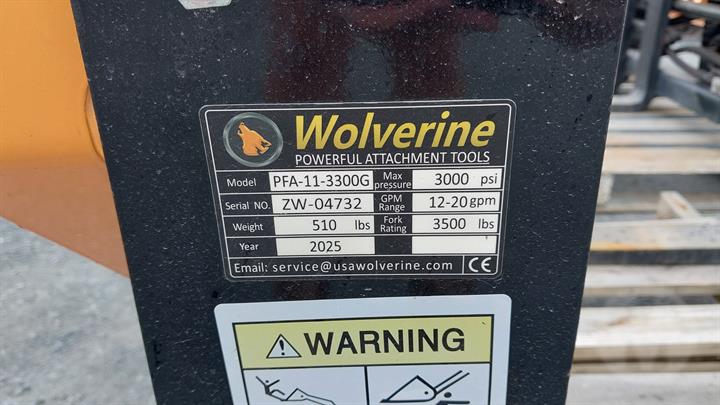 Wolverine
POWERFUL ATTACHMENT TOOLS
Model PFA-11-3300G Max pressure 3000 psi
Serial NO. ZW-04732 GPM Range 12-20 gpm
Weight 510 lbs Fork Rating 3500 lbs
Year 2025
Email: service@usawolverine.com CE
WARNING